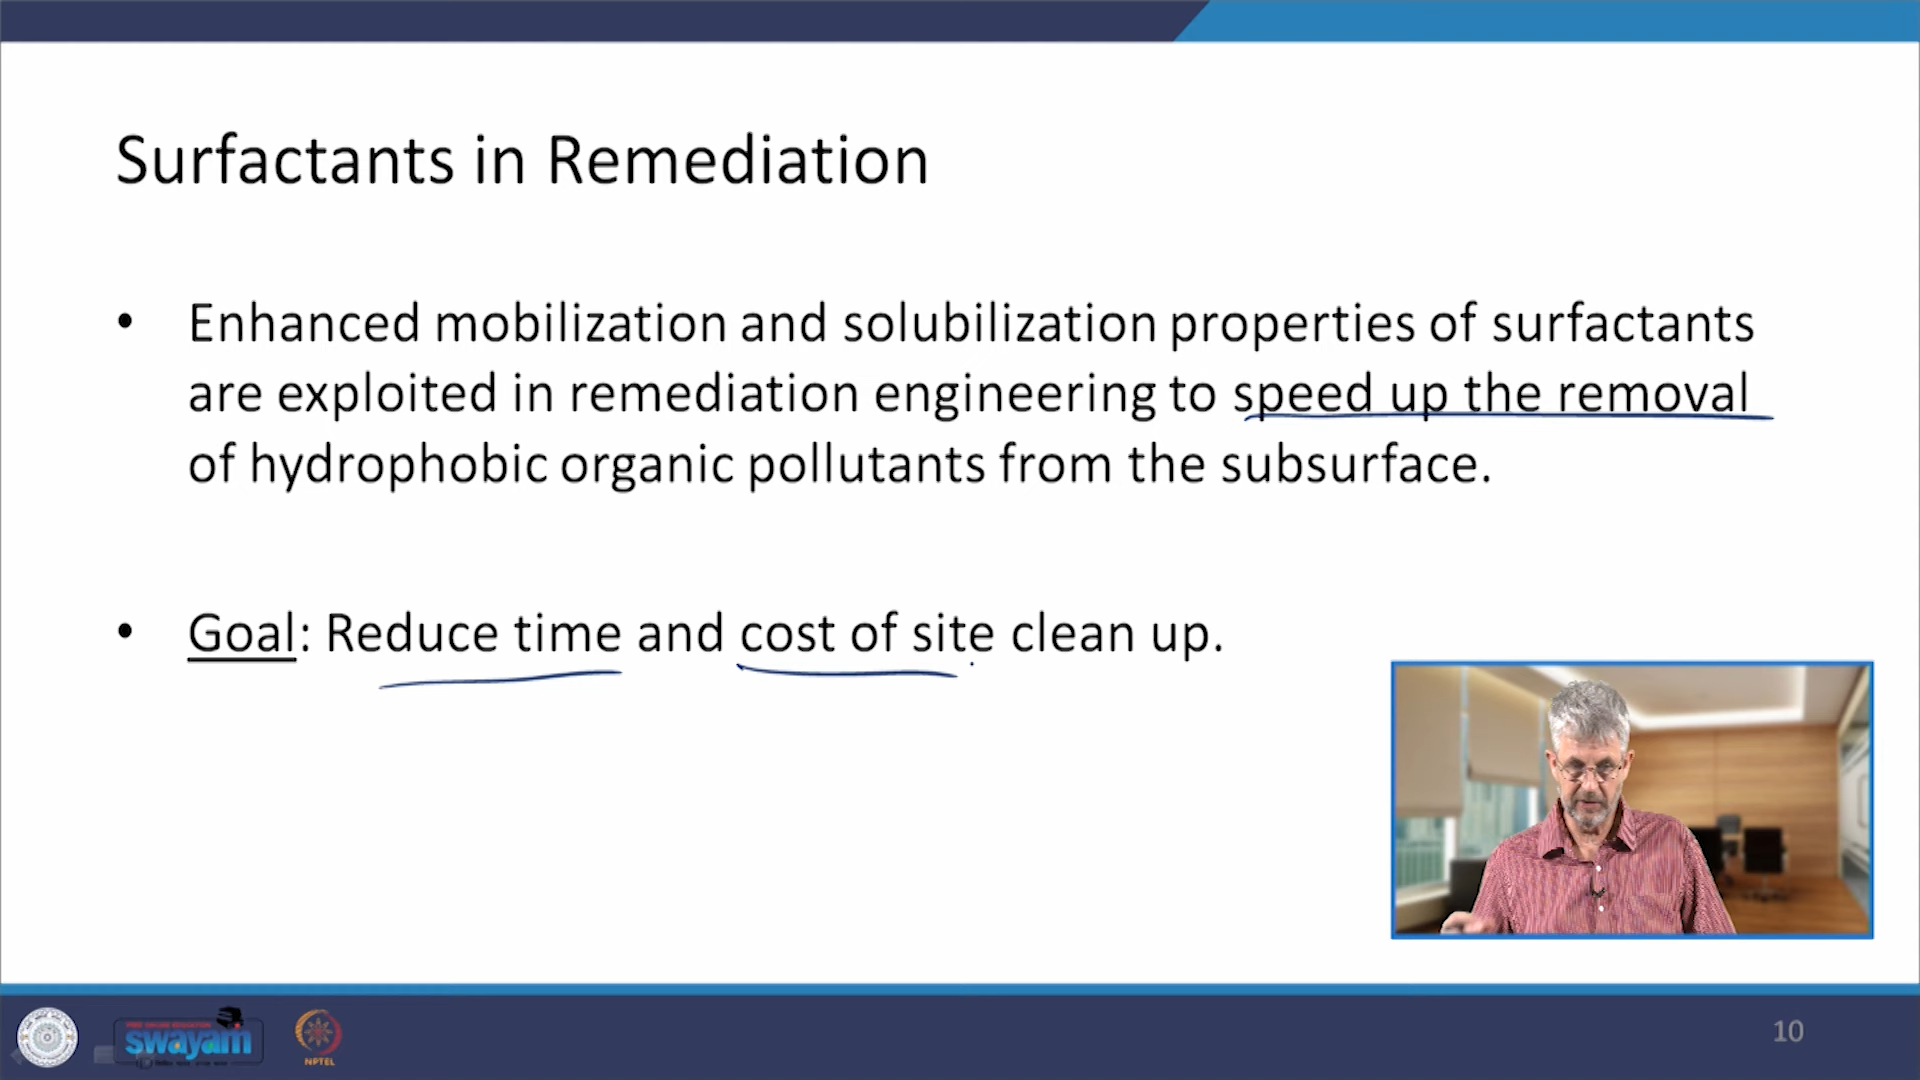 Surfactants in Remediation
• Enhanced mobilization and solubilization properties of surfactants
are exploited in remediation engineering to speed up the removal
of hydrophobic organic pollutants from the subsurface.
• Goal: Reduce time and cost of site clean up.
swayam
NPTEL
10